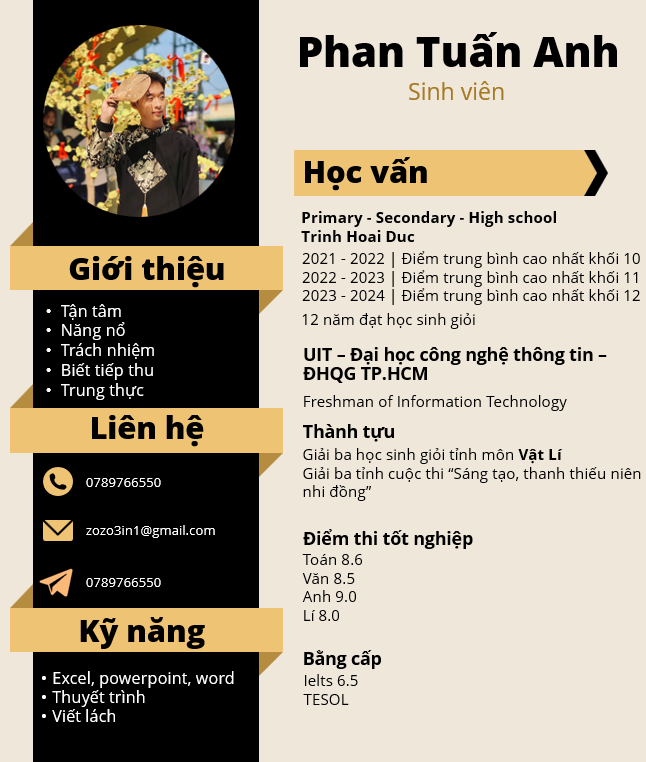 Phan Tuấn Anh
Sinh viên
Giới thiệu
• Tận tâm
• Năng nổ
• Trách nhiệm
• Biết tiếp thu
• Trung thực
Liên hệ
0789766550
zozo3in1@gmail.com
0789766550
Kỹ năng
• Excel, powerpoint, word
• Thuyết trình
• Viết lách
Học vấn
Primary - Secondary - High school
Trinh Hoai Duc
2021 - 2022 | Điểm trung bình cao nhất khối 10
2022 - 2023 | Điểm trung bình cao nhất khối 11
2023 - 2024 | Điểm trung bình cao nhất khối 12
12 năm đạt học sinh giỏi
UIT – Đại học công nghệ thông tin –
ĐHQG TP.HCM
Freshman of Information Technology
Thành tựu
Giải ba học sinh giỏi tỉnh môn Vật Lí
Giải ba tỉnh cuộc thi “Sáng tạo, thanh thiếu niên
nhi đồng”
Điểm thi tốt nghiệp
Toán 8.6
Văn 8.5
Anh 9.0
Lí 8.0
Bằng cấp
Ielts 6.5
TESOL